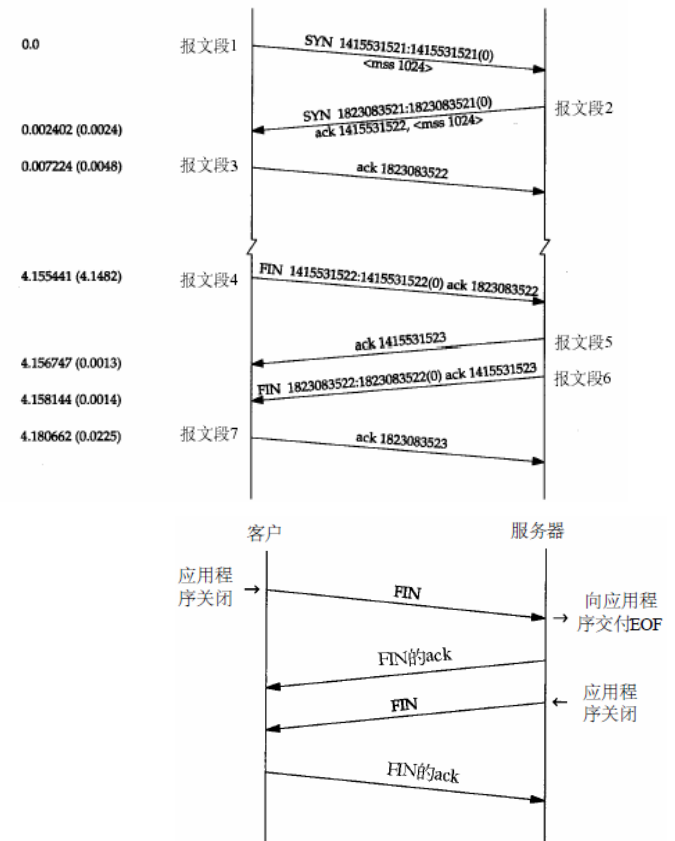 0.0
报文段1
SYN 1415531521:1415531521(0)
<mss 1024>
SYN 1823083521:1823083521(0)
报文段2
0.002402 (0.0024)
ack 1415531522, <mss 1024>
0.007224 (0.0048)
报文段3
ack 1823083522
4.155441 (4.1482)
报文段4
FIN 1415531522:1415531522(0) ack 1823083522
ack 1415531523
报文段5
4.156747 (0.0013)
FIN 1823083522:1823083522(0) ack 1415531523
报文段6
4.158144 (0.0014)
4.180662 (0.0225)
报文段7
ack 1823083523
客户
服务器
应用程
序关闭
FIN
向应用程
序交付EOF
FIN的ack
FIN
应用程
序关闭
FIN的ack